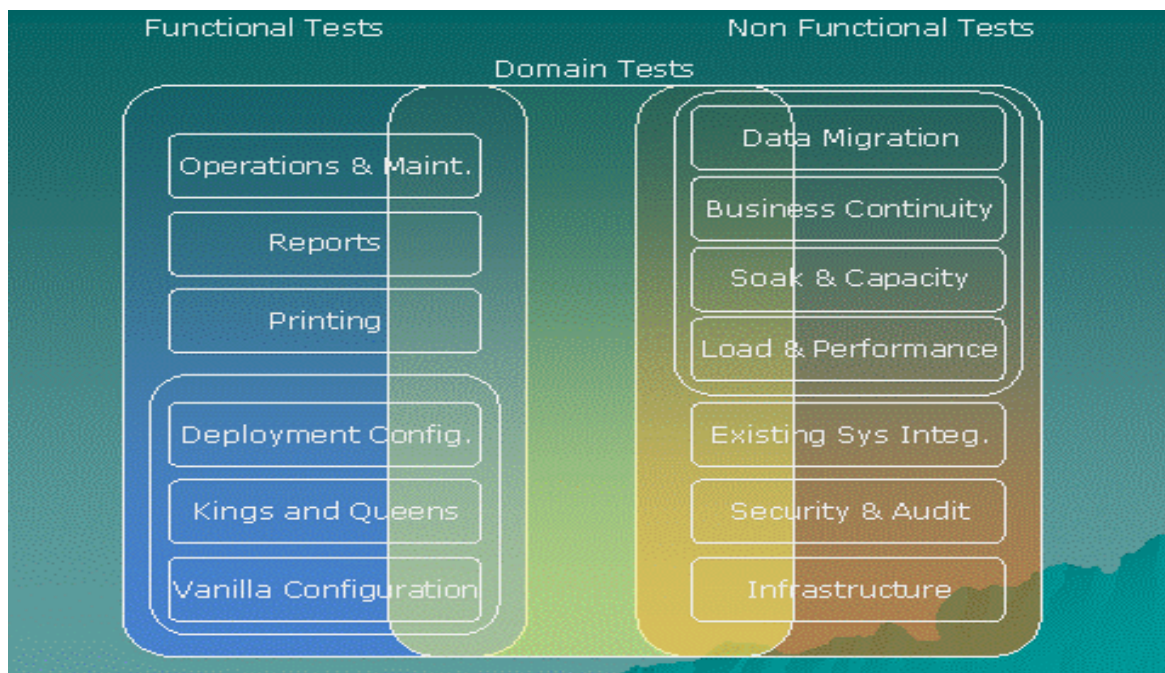 Functional Tests
Non Functional Tests
Domain Tests
Operations & Maint.
Reports
Printing
Deployment Config.
Kings and Queens
Vanilla Configuration
Data Migration
Business Continuity
Soak & Capacity
Load & Performance
Existing Sys Integ.
Security & Audit
Infrastructure